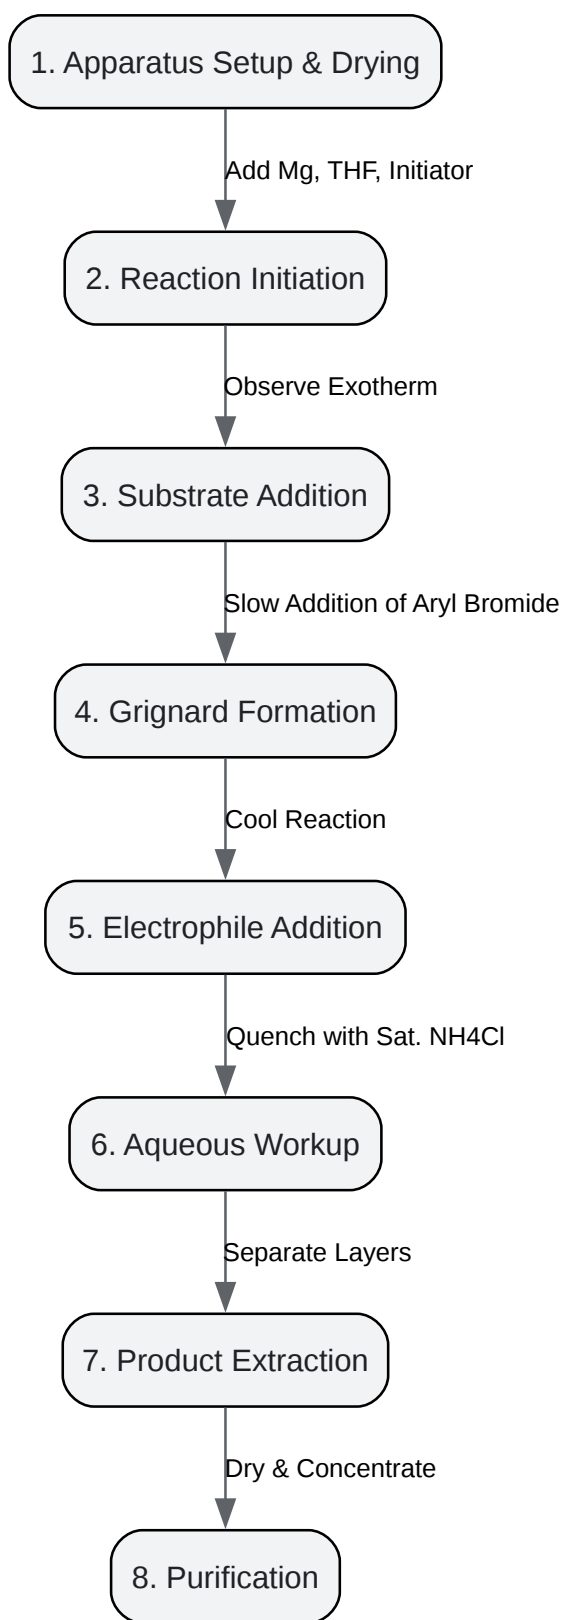 1. Apparatus Setup & Drying
Add Mg, THF, Initiator
2. Reaction Initiation
Observe Exotherm
3. Substrate Addition
Slow Addition of Aryl Bromide
4. Grignard Formation
Cool Reaction
5. Electrophile Addition
Quench with Sat. NH4Cl
6. Aqueous Workup
Separate Layers
7. Product Extraction
Dry & Concentrate
8. Purification